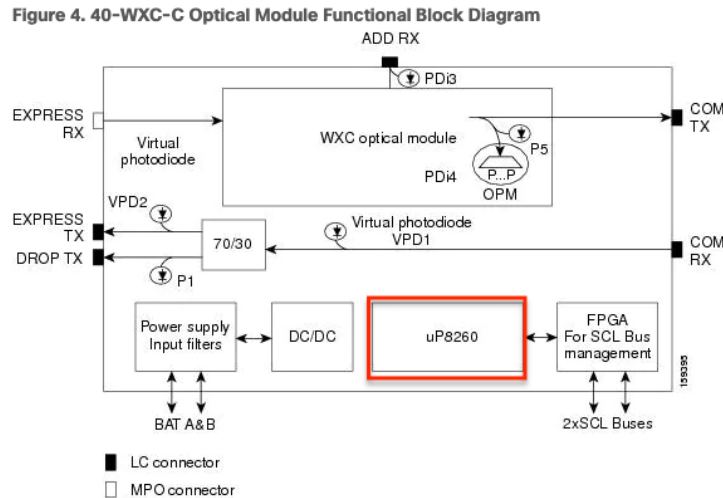 Figure 4. 40-WXC-C Optical Module Functional Block Diagram
ADD RX
PDi3
EXPRESS
RX
COM
TX
Virtual
photodiode
WXC optical module
P5
PDi4
P...P
OPM
VPD2
EXPRESS
TX
70/30
Virtual photodiode
VPD1
COM
RX
DROP TX
P1
Power supply
Input filters
DC/DC
uP8260
FPGA
For SCL Bus
management
159395
BAT A&B
2xSCL Buses
LC connector
MPO connector